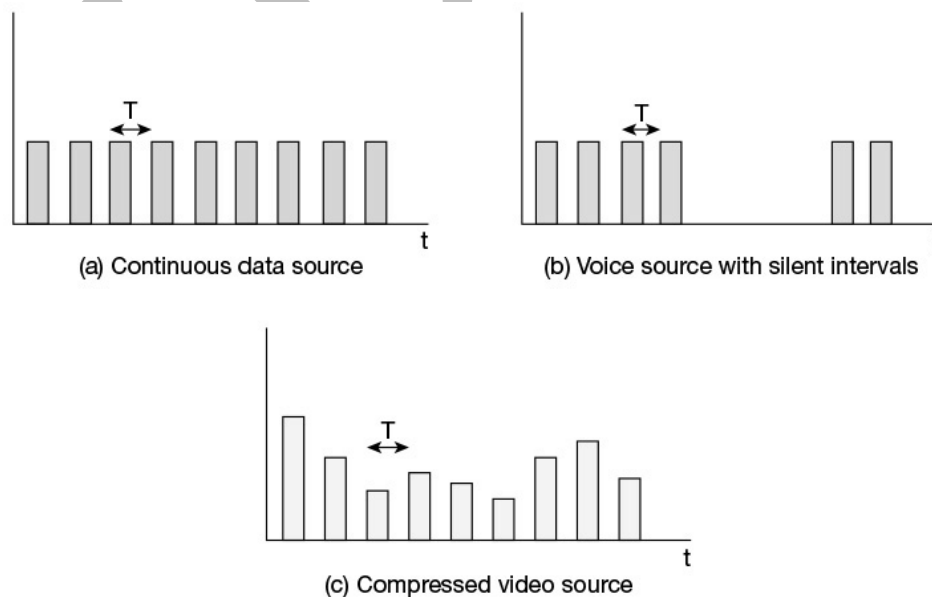 T
t
(a) Continuous data source
T
(b) Voice source with silent intervals
T
t
(c) Compressed video source